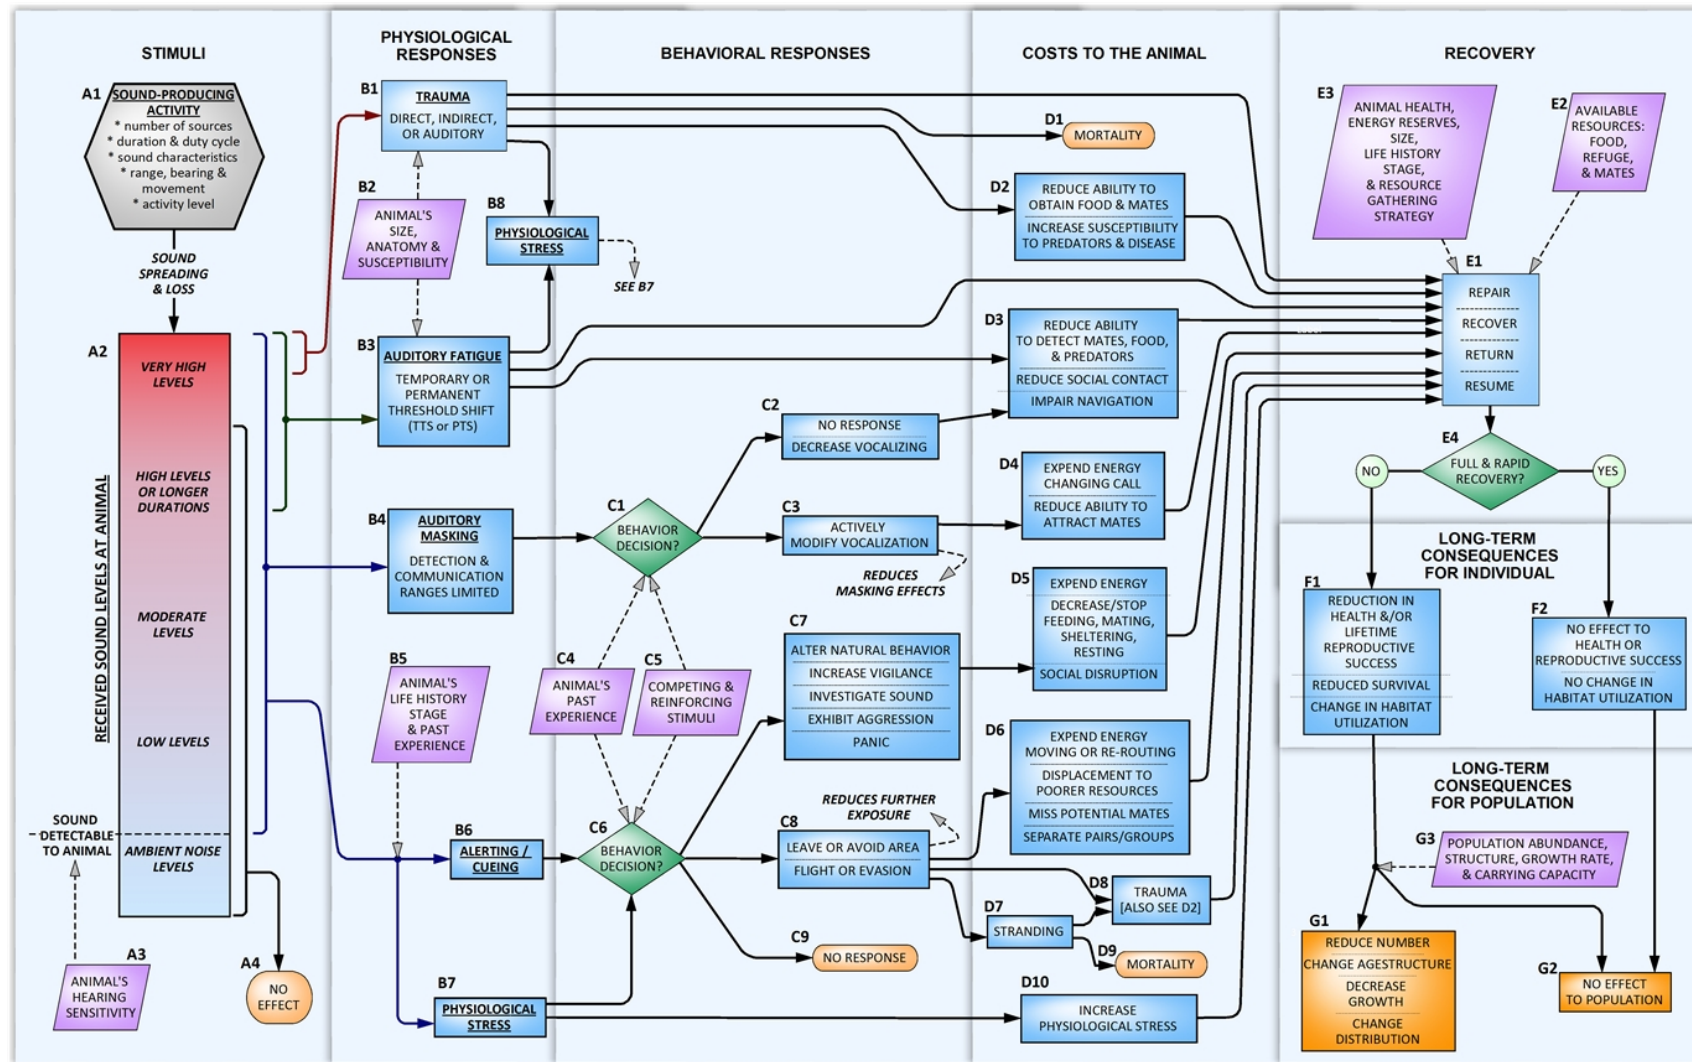 STIMULI
PHYSIOLOGICAL
RESPONSES
BEHAVIORAL RESPONSES
COSTS TO THE ANIMAL
RECOVERY
A1
SOUND-PRODUCING
ACTIVITY
* number of sources
* duration & duty cycle
* sound characteristics
* range, bearing &
movement
* activity level
SOUND
SPREADING
& LOSS
A2
RECEIVED SOUND LEVELS AT ANIMAL
VERY HIGH
LEVELS
HIGH LEVELS
OR LONGER
DURATIONS
MODERATE
LEVELS
LOW LEVELS
AMBIENT NOISE
LEVELS
SOUND
DETECTABLE
TO ANIMAL
A3
ANIMAL'S
HEARING
SENSITIVITY
A4
NO
EFFECT
B1
TRAUMA
DIRECT, INDIRECT,
OR AUDITORY
B2
ANIMAL'S
SIZE,
ANATOMY &
SUSCEPTIBILITY
B8
PHYSIOLOGICAL
STRESS
SEE B7
B3
AUDITORY FATIGUE
TEMPORARY OR
PERMANENT
THRESHOLD SHIFT
(TTS or PTS)
B4
AUDITORY
MASKING
DETECTION &
COMMUNICATION
RANGES LIMITED
B5
ANIMAL'S
LIFE HISTORY
STAGE
& PAST
EXPERIENCE
B6
ALERTING /
CUEING
B7
PHYSIOLOGICAL
STRESS
C1
BEHAVIOR
DECISION?
C2
NO RESPONSE
DECREASE VOCALIZING
C3
ACTIVELY
MODIFY VOCALIZATION
REDUCES
MASKING EFFECTS
C4
ANIMAL'S
PAST
EXPERIENCE
C5
COMPETING &
REINFORCING
STIMULI
C6
BEHAVIOR
DECISION?
C7
ALTER NATURAL BEHAVIOR
INCREASE VIGILANCE
INVESTIGATE SOUND
EXHIBIT AGGRESSION
PANIC
REDUCES FURTHER
EXPOSURE
C8
LEAVE OR AVOID AREA
FLIGHT OR EVASION
C9
NO RESPONSE
D1
MORTALITY
D2
REDUCE ABILITY TO
OBTAIN FOOD & MATES
INCREASE SUSCEPTIBILITY
TO PREDATORS & DISEASE
D3
REDUCE ABILITY
TO DETECT MATES, FOOD,
& PREDATORS
REDUCE SOCIAL CONTACT
IMPAIR NAVIGATION
D4
EXPEND ENERGY
CHANGING CALL
REDUCE ABILITY TO
ATTRACT MATES
D5
EXPEND ENERGY
DECREASE/STOP
FEEDING, MATING,
SHELTERING,
RESTING
SOCIAL DISRUPTION
D6
EXPEND ENERGY
MOVING OR RE-ROUTING
DISPLACEMENT TO
POORER RESOURCES
MISS POTENTIAL MATES
SEPARATE PAIRS/GROUPS
D7
STRANDING
D8
TRAUMA
[ALSO SEE D2]
D9
MORTALITY
D10
INCREASE
PHYSIOLOGICAL STRESS
E3
ANIMAL HEALTH,
ENERGY RESERVES,
SIZE,
LIFE HISTORY
STAGE,
& RESOURCE
GATHERING
STRATEGY
E2
AVAILABLE
RESOURCES:
FOOD,
REFUGE,
& MATES
E1
REPAIR
RECOVER
RETURN
RESUME
E4
FULL & RAPID
RECOVERY?
NO
YES
LONG-TERM
CONSEQUENCES
FOR INDIVIDUAL
F1
REDUCTION IN
HEALTH &/OR
LIFETIME
REPRODUCTIVE
SUCCESS
REDUCED SURVIVAL
CHANGE IN HABITAT
UTILIZATION
F2
NO EFFECT TO
HEALTH OR
REPRODUCTIVE SUCCESS
NO CHANGE IN
HABITAT UTILIZATION
LONG-TERM
CONSEQUENCES
FOR POPULATION
G3
POPULATION ABUNDANCE,
STRUCTURE, GROWTH RATE,
& CARRYING CAPACITY
G1
REDUCE NUMBER
CHANGE AGESTRUCTURE
DECREASE
GROWTH
CHANGE
DISTRIBUTION
G2
NO EFFECT
TO POPULATION